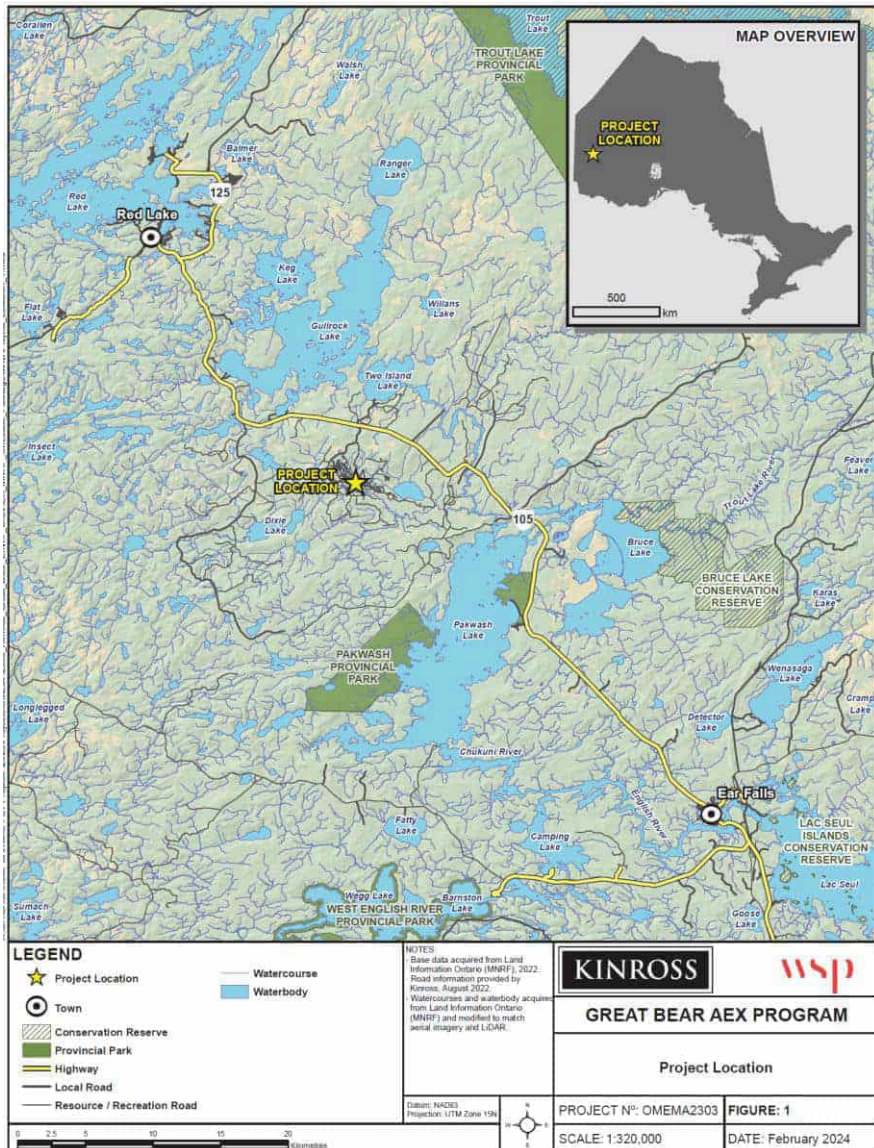 Corallen
Lake
Walsh
Lake
Trout
Lake
TROUT LAKE
PROVINCIAL
PARK
MAP OVERVIEW
PROJECT
LOCATION
500
km
Balmer
Lake
Ranger
Lake
125
Red
Lake
Red Lake
Keg
Lake
Willans
Lake
Flat
Lake
Gullrock
Lake
Two Island
Lake
Insect
Lake
PROJECT
LOCATION
Feaver
Lake
Trout Lake River
Dixie
Lake
105
Bruce
Lake
BRUCE LAKE
CONSERVATION
RESERVE
Karas
Lake
Pakwash
Lake
PAKWASH
PROVINCIAL
PARK
Wenasaga
Lake
Longlegged
Lake
Detector
Lake
Chukuni River
English River
Ear Falls
Fatty
Lake
Camping
Lake
LAC SEUL
ISLANDS
CONSERVATION
RESERVE
Lac Seul
Wegg Lake
Barnston
Lake
WEST ENGLISH RIVER
PROVINCIAL PARK
Sumach
Lake
Goose
Lake
LEGEND
Project Location
Town
Conservation Reserve
Provincial Park
Highway
Local Road
Resource / Recreation Road
Watercourse
Waterbody
0 2.5 5 10 15 20
Kilometres
NOTES:
- Base data acquired from Land
Information Ontario (MNRF), 2022.
Road information provided by
Kinross, August 2022.
- Watercourses and waterbody acquired
from Land Information Ontario
(MNRF) and modified to match
aerial imagery and LiDAR.
Datum: NAD83
Projection: UTM Zone 15N
N
W E
S
KINROSS
wsp
GREAT BEAR AEX PROGRAM
Project Location
PROJECT Nº: OMEMA2303
FIGURE: 1
SCALE: 1:320,000
DATE: February 2024